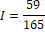 I = 59/165